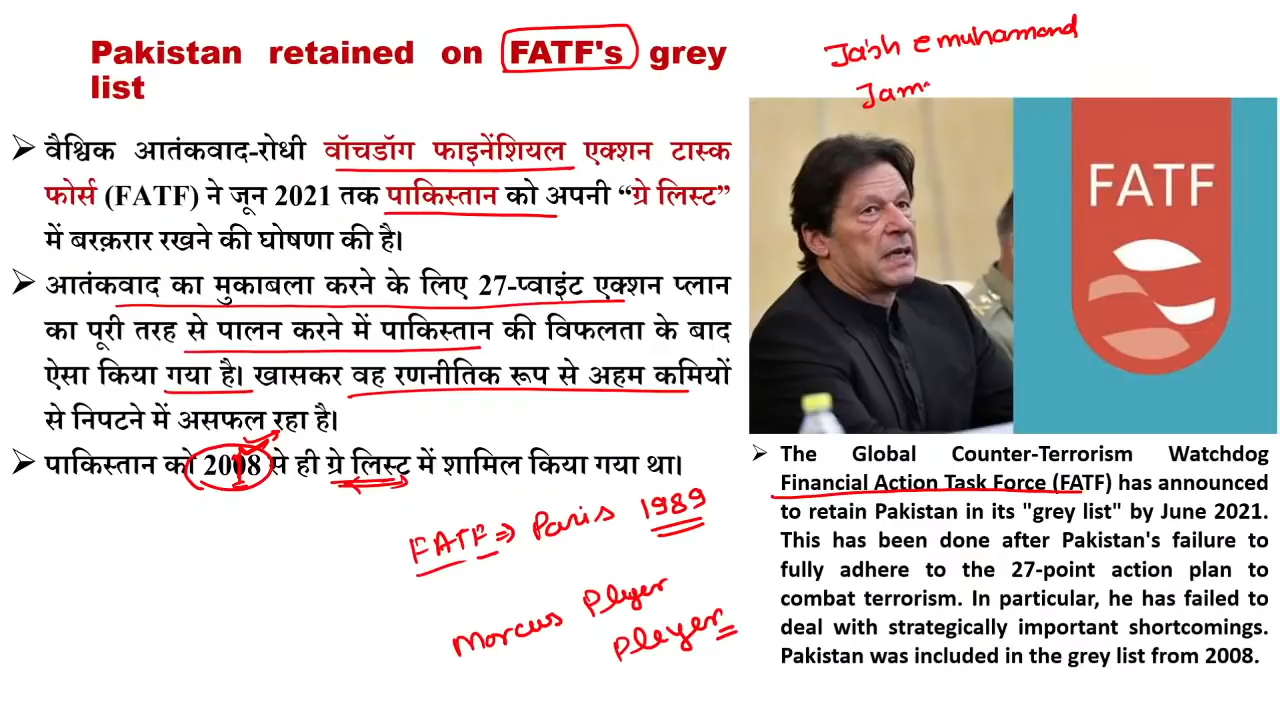 Pakistan retained on FATF's grey
list
Jaish e muhammad
Jam
➢ वैश्विक आतंकवाद-रोधी वॉचडॉग फाइनेंशियल एक्शन टास्क
फोर्स (FATF) ने जून 2021 तक पाकिस्तान को अपनी “ग्रे लिस्ट”
में बरक़रार रखने की घोषणा की है।
➢ आतंकवाद का मुकाबला करने के लिए 27-प्वाइंट एक्शन प्लान
का पूरी तरह से पालन करने में पाकिस्तान की विफलता के बाद
ऐसा किया गया है। खासकर वह रणनीतिक रूप से अहम कमियों
से निपटने में असफल रहा है।
➢ पाकिस्तान को 2008 से ही ग्रे लिस्ट में शामिल किया गया था।
FATF ⇒ Paris 1989
Marcus Plyer
Pleyer
FATF
➢ The Global Counter-Terrorism Watchdog
Financial Action Task Force (FATF) has announced
to retain Pakistan in its "grey list" by June 2021.
This has been done after Pakistan's failure to
fully adhere to the 27-point action plan to
combat terrorism. In particular, he has failed to
deal with strategically important shortcomings.
Pakistan was included in the grey list from 2008.